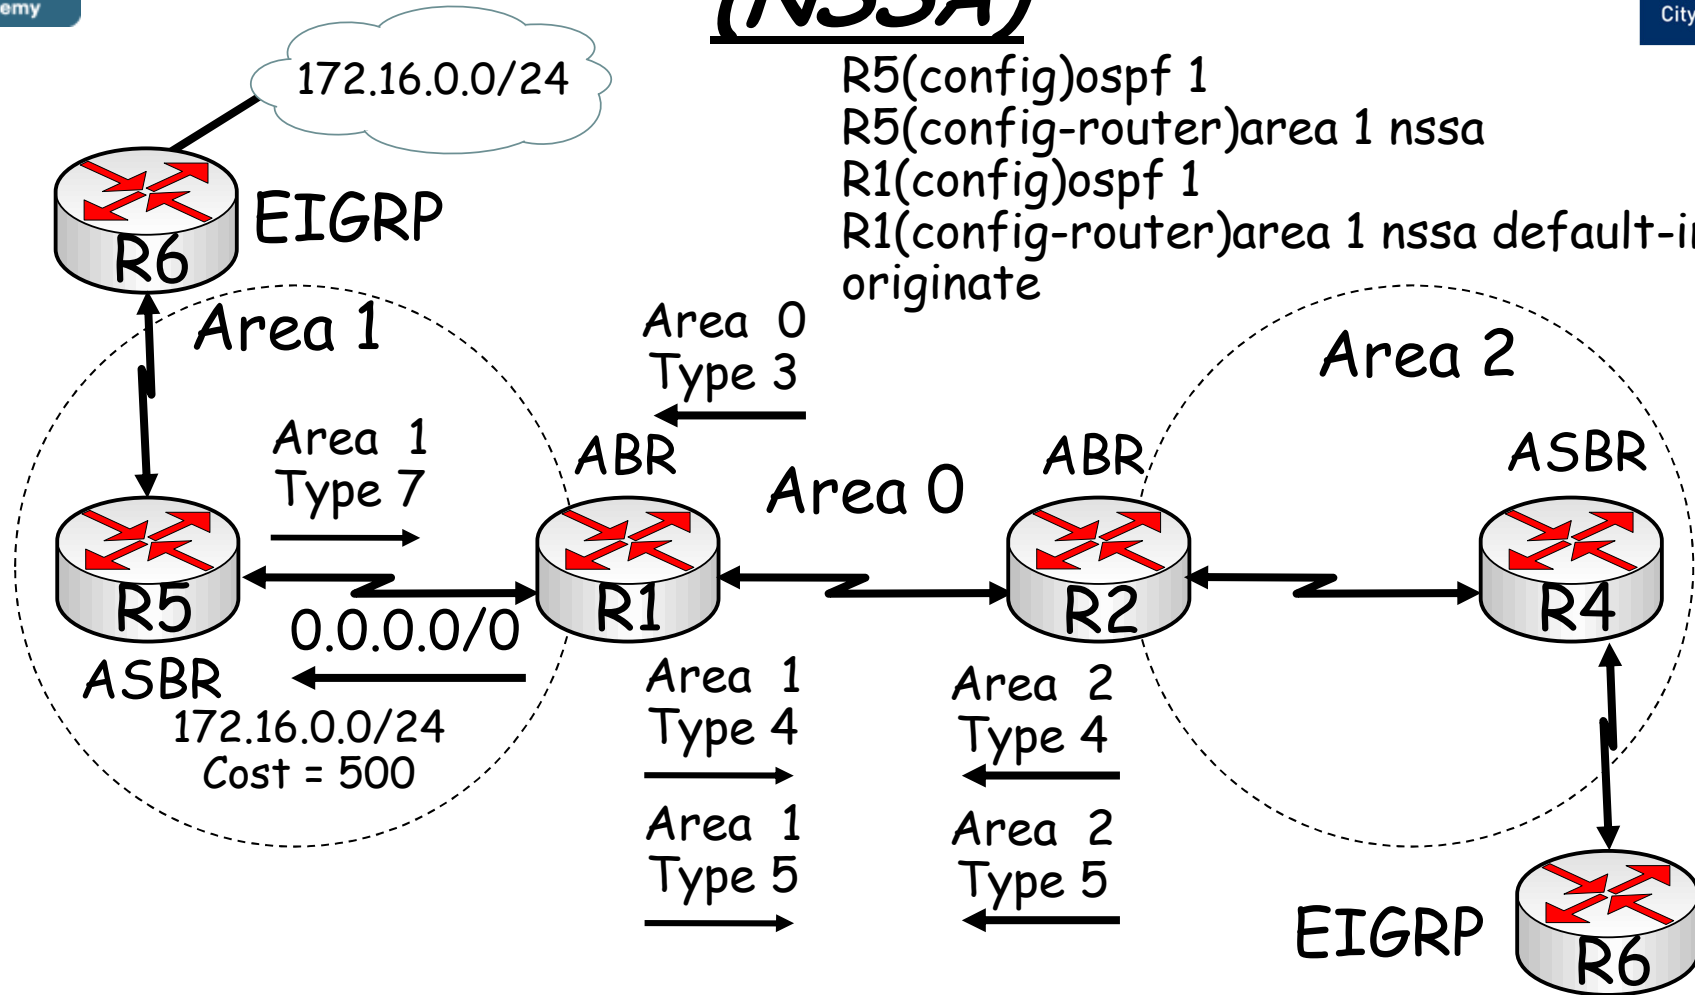 emy
(NSSA)
City
172.16.0.0/24
R5(config)ospf 1
R5(config-router)area 1 nssa
R1(config)ospf 1
R1(config-router)area 1 nssa default-in
originate
R6
EIGRP
Area 1
Area 0
Type 3
Area 2
Area 1
Type 7
ABR
Area 0
ABR
ASBR
R5
R1
R2
R4
0.0.0.0/0
ASBR
172.16.0.0/24
Cost = 500
Area 1
Type 4
Area 2
Type 4
Area 1
Type 5
Area 2
Type 5
EIGRP
R6